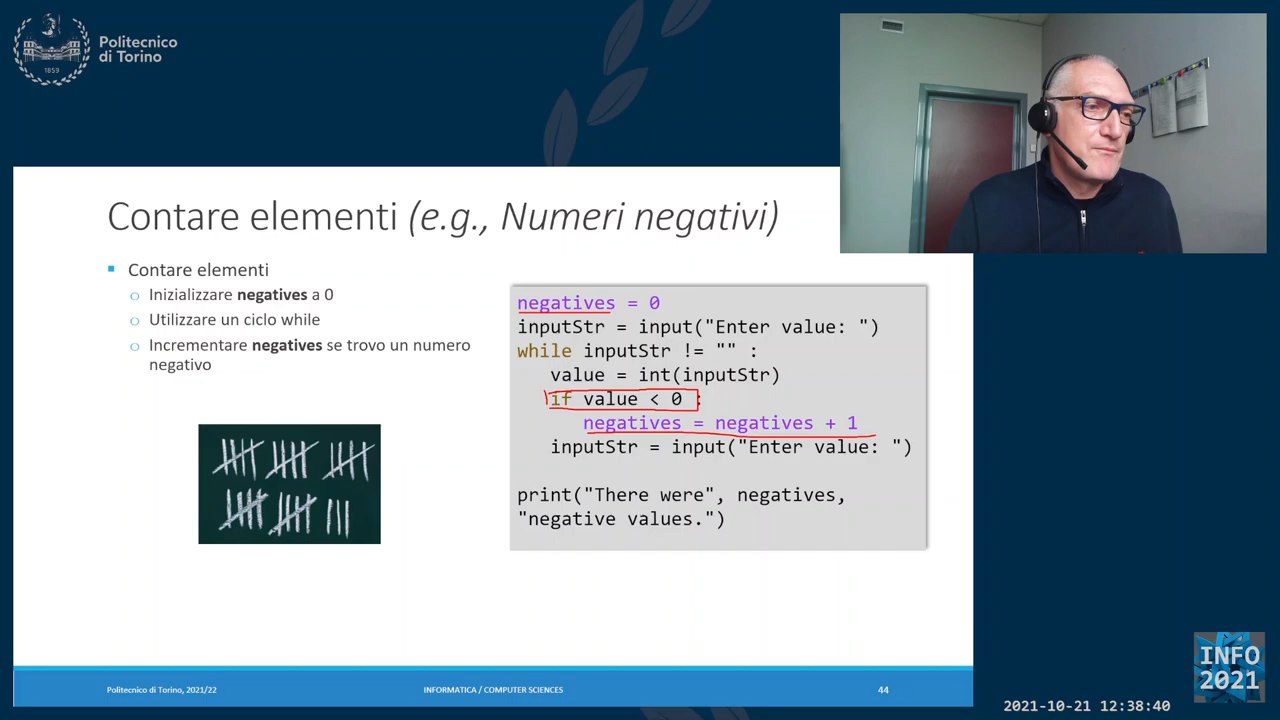 Politecnico
di Torino
1859
Contare elementi (e.g., Numeri negativi)
Contare elementi
Inizializzare negatives a 0
Utilizzare un ciclo while
Incrementare negatives se trovo un numero
negativo
negatives = 0
inputStr = input("Enter value: ")
while inputStr != "" :
value = int(inputStr)
if value < 0 :
negatives = negatives + 1
inputStr = input("Enter value: ")
print("There were", negatives,
"negative values.")
Politecnico di Torino, 2021/22
INFORMATICA / COMPUTER SCIENCES
44
INFO
2021
2021-10-21 12:38:40